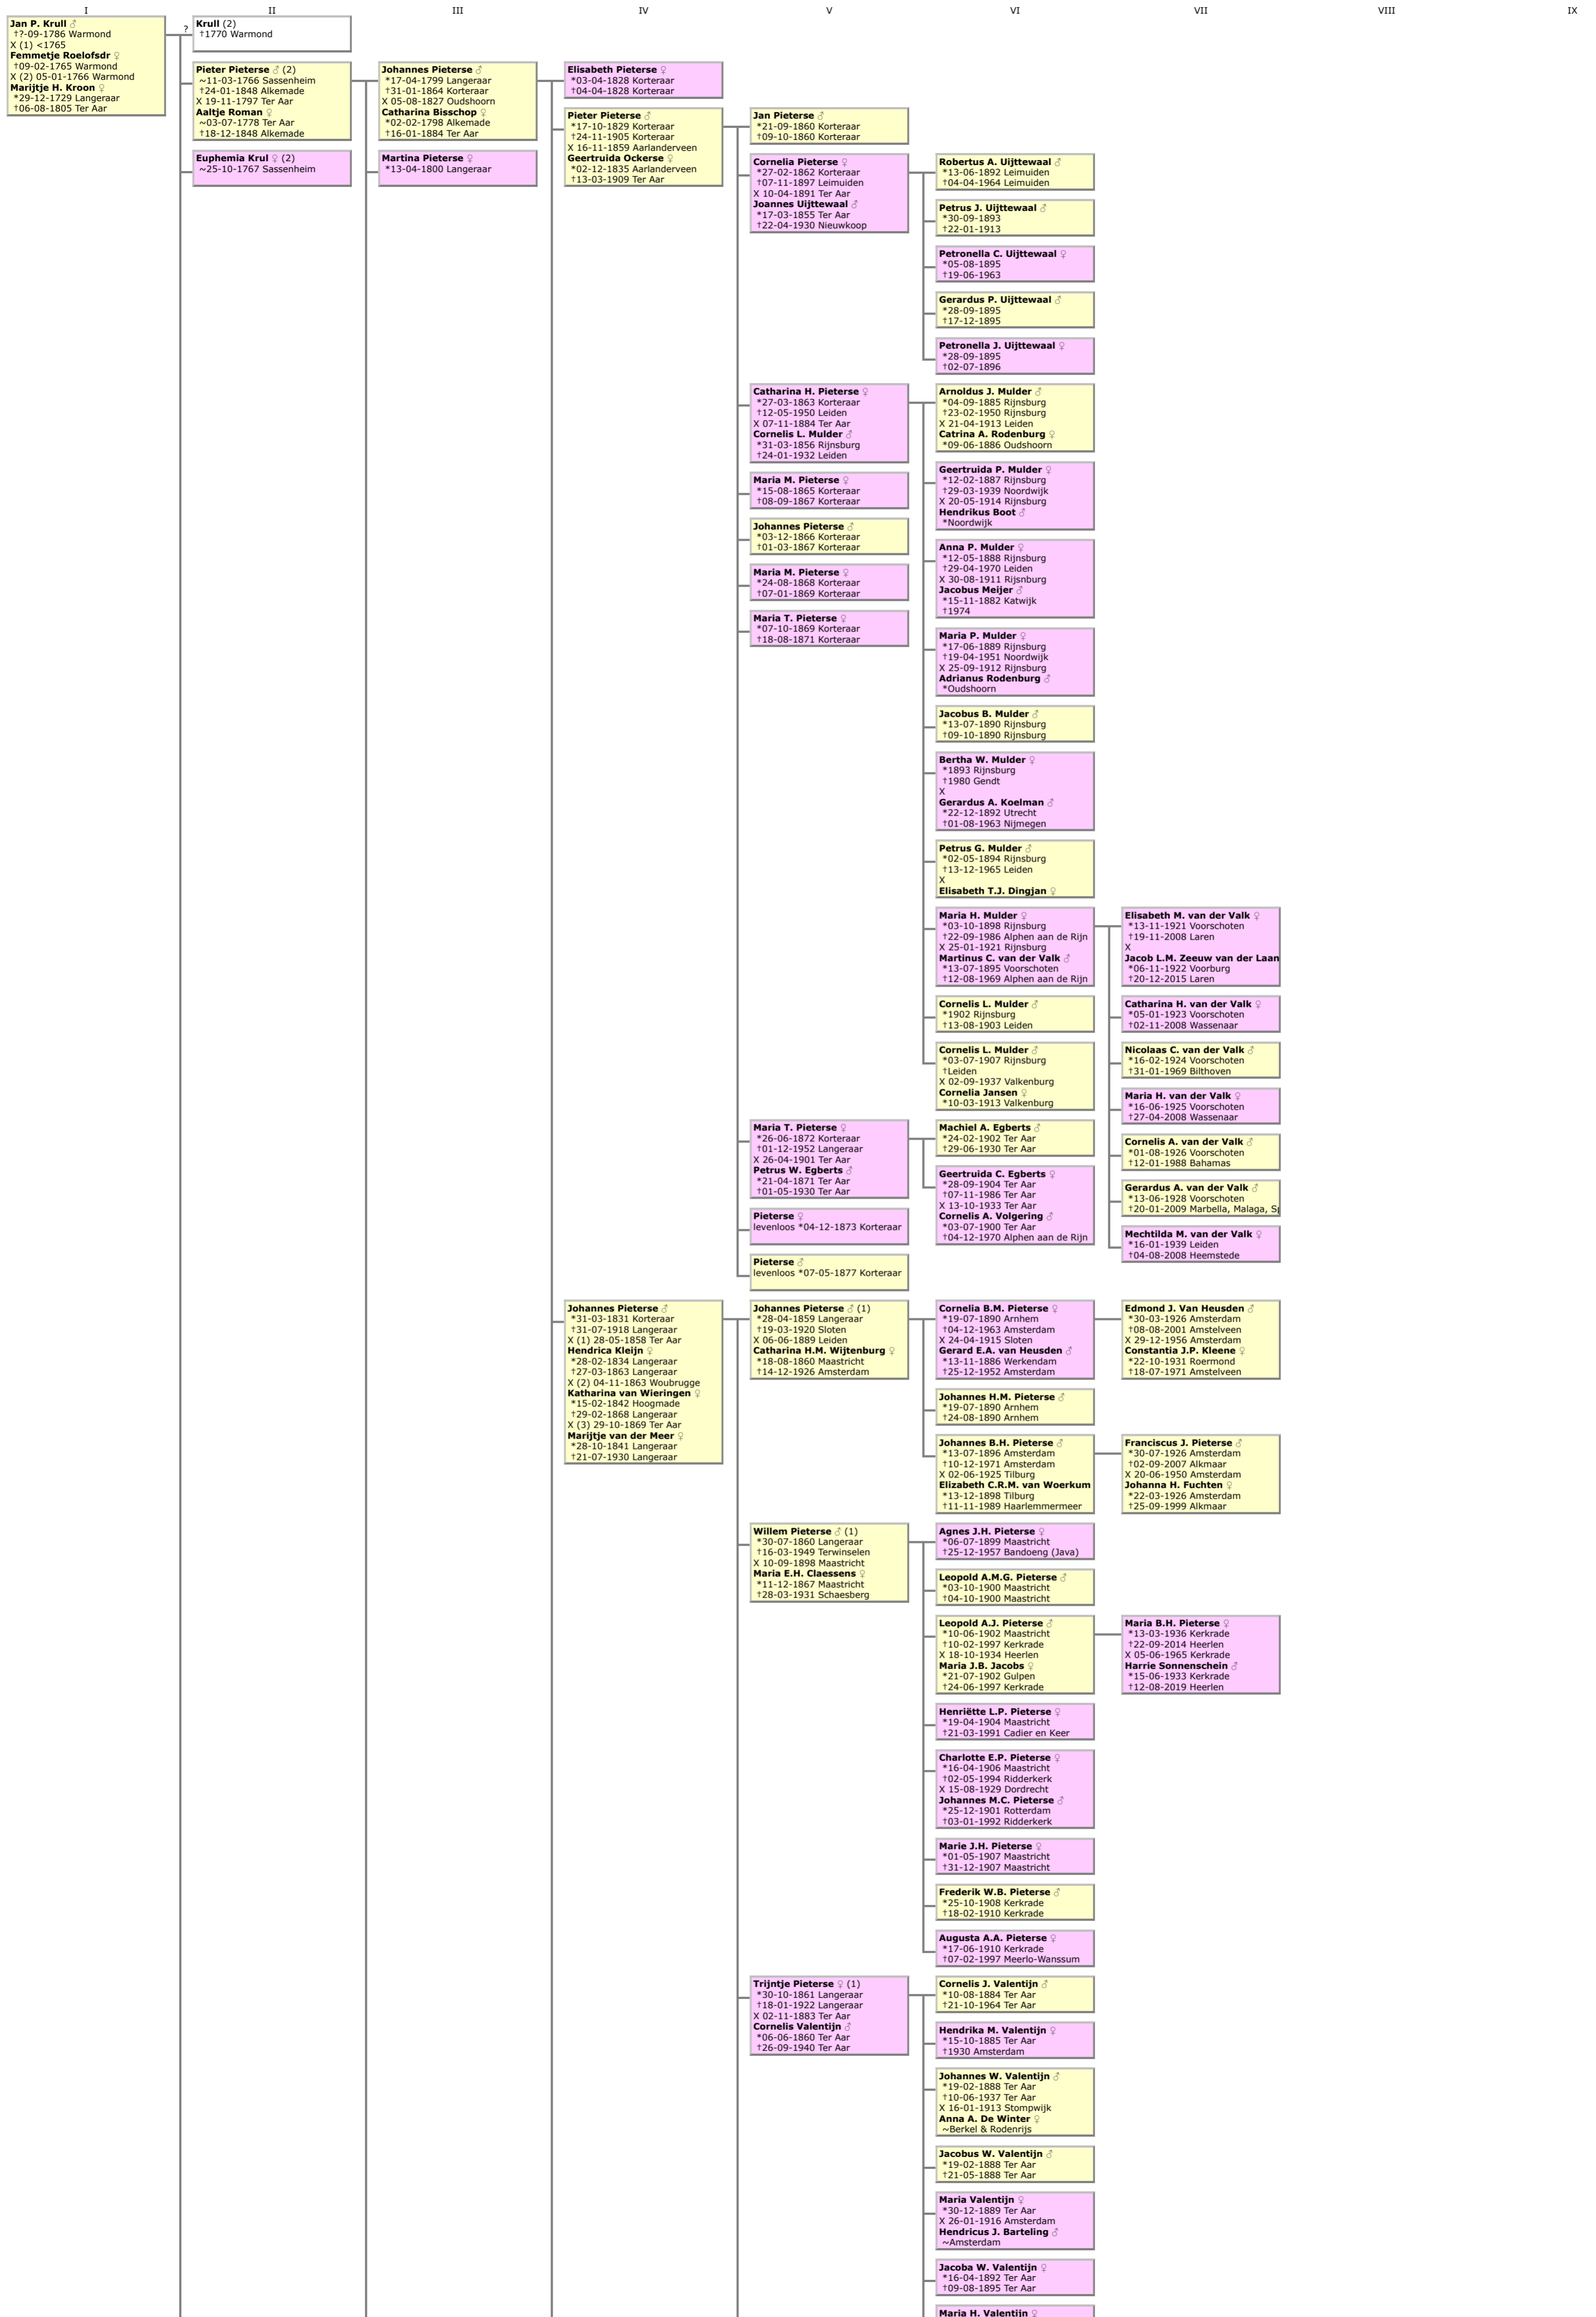 I
II
III
IV
V
VI
VII
VIII
IX
Jan P. Krull ♂
†?-09-1786 Warmond
X (1) <1765
Femmetje Roelofsdr ♀
†09-02-1765 Warmond
X (2) 05-01-1766 Warmond
Marijtje H. Kroon ♀
*29-12-1729 Langeraar
†06-08-1805 Ter Aar
?
Krull (2)
†1770 Warmond
Pieter Pieterse ♂ (2)
~11-03-1766 Sassenheim
†24-01-1848 Alkemade
X 19-11-1797 Ter Aar
Aaltje Roman ♀
~03-07-1778 Ter Aar
†18-12-1848 Alkemade
Euphemia Krul ♀ (2)
~25-10-1767 Sassenheim
Johannes Pieterse ♂
*17-04-1799 Langeraar
†31-01-1864 Korteraar
X 05-08-1827 Oudshoorn
Catharina Bisschop ♀
*02-02-1798 Alkemade
†16-01-1884 Ter Aar
Martina Pieterse ♀
*13-04-1800 Langeraar
Elisabeth Pieterse ♀
*03-04-1828 Korteraar
†04-04-1828 Korteraar
Pieter Pieterse ♂
*17-10-1829 Korteraar
†24-11-1905 Korteraar
X 16-11-1859 Aarlanderveen
Geertruida Ockerse ♀
*02-12-1835 Aarlanderveen
†13-03-1909 Ter Aar
Jan Pieterse ♂
*21-09-1860 Korteraar
†09-10-1860 Korteraar
Cornelia Pieterse ♀
*27-02-1862 Korteraar
†07-11-1897 Leimuiden
X 10-04-1891 Ter Aar
Joannes Uijttewaal ♂
*17-03-1855 Ter Aar
†22-04-1930 Nieuwkoop
Robertus A. Uijttewaal ♂
*13-06-1892 Leimuiden
†04-04-1964 Leimuiden
Petrus J. Uijttewaal ♂
*30-09-1893
†22-01-1913
Petronella C. Uijttewaal ♀
*05-08-1895
†19-06-1963
Gerardus P. Uijttewaal ♂
*28-09-1895
†17-12-1895
Petronella J. Uijttewaal ♀
*28-09-1895
†02-07-1896
Catharina H. Pieterse ♀
*27-03-1863 Korteraar
†12-05-1950 Leiden
X 07-11-1884 Ter Aar
Cornelis L. Mulder ♂
*31-03-1856 Rijnsburg
†24-01-1932 Leiden
Arnoldus J. Mulder ♂
*04-09-1885 Rijnsburg
†23-02-1950 Rijnsburg
X 21-04-1913 Leiden
Catrina A. Rodenburg ♀
*09-06-1886 Oudshoorn
Geertruida P. Mulder ♀
*12-02-1887 Rijnsburg
†29-03-1939 Noordwijk
X 20-05-1914 Rijnsburg
Hendrikus Boot ♂
*Noordwijk
Anna P. Mulder ♀
*12-05-1888 Rijnsburg
†29-04-1970 Leiden
X 30-08-1911 Rijsnburg
Jacobus Meijer ♂
*15-11-1882 Katwijk
†1974
Maria P. Mulder ♀
*17-06-1889 Rijnsburg
†19-04-1951 Noordwijk
X 25-09-1912 Rijnsburg
Adrianus Rodenburg ♂
*Oudshoorn
Jacobus B. Mulder ♂
*13-07-1890 Rijnsburg
†09-10-1890 Rijnsburg
Bertha W. Mulder ♀
*1893 Rijnsburg
†1980 Gendt
X
Gerardus A. Koelman ♂
*22-12-1892 Utrecht
†01-08-1963 Nijmegen
Petrus G. Mulder ♂
*02-05-1894 Rijnsburg
†13-12-1965 Leiden
X
Elisabeth T.J. Dingjan ♀
Maria H. Mulder ♀
*03-10-1898 Rijnsburg
†22-09-1986 Alphen aan de Rijn
X 25-01-1921 Rijnsburg
Martinus C. van der Valk ♂
*13-07-1895 Voorschoten
†12-08-1969 Alphen aan de Rijn
Cornelis L. Mulder ♂
*1902 Rijnsburg
†13-08-1903 Leiden
Cornelis L. Mulder ♂
*03-07-1907 Rijnsburg
†Leiden
X 02-09-1937 Valkenburg
Cornelia Jansen ♀
*10-03-1913 Valkenburg
Elisabeth M. van der Valk ♀
*13-11-1921 Voorschoten
†19-11-2008 Laren
X
Jacob L.M. Zeeuw van der Laan
*06-11-1922 Voorburg
†20-12-2015 Laren
Catharina H. van der Valk ♀
*05-01-1923 Voorschoten
†02-11-2008 Wassenaar
Nicolaas C. van der Valk ♂
*16-02-1924 Voorschoten
†31-01-1969 Bilthoven
Maria H. van der Valk ♀
*16-06-1925 Voorschoten
†27-04-2008 Wassenaar
Cornelis A. van der Valk ♂
*01-08-1926 Voorschoten
†12-01-1988 Bahamas
Gerardus A. van der Valk ♂
*13-06-1928 Voorschoten
†20-01-2009 Marbella, Malaga,
Mechtilda M. van der Valk ♀
*16-01-1939 Leiden
†04-08-2008 Heemstede
Maria M. Pieterse ♀
*15-08-1865 Korteraar
†08-09-1867 Korteraar
Johannes Pieterse ♂
*03-12-1866 Korteraar
†01-03-1867 Korteraar
Maria M. Pieterse ♀
*24-08-1868 Korteraar
†07-01-1869 Korteraar
Maria T. Pieterse ♀
*07-10-1869 Korteraar
†18-08-1871 Korteraar
Maria T. Pieterse ♀
*26-06-1872 Korteraar
†01-12-1952 Langeraar
X 26-04-1901 Ter Aar
Petrus W. Egberts ♂
*21-04-1871 Ter Aar
†01-05-1930 Ter Aar
Machiel A. Egberts ♂
*24-02-1902 Ter Aar
†29-06-1930 Ter Aar
Geertruida C. Egberts ♀
*28-09-1904 Ter Aar
†07-11-1986 Ter Aar
X 13-10-1933 Ter Aar
Cornelis A. Volgering ♂
*03-07-1900 Ter Aar
†04-12-1970 Alphen aan de Rijn
Pieterse ♀
levenloos *04-12-1873 Korteraar
Pieterse ♂
levenloos *07-05-1877 Korteraar
Johannes Pieterse ♂
*31-03-1831 Korteraar
†31-07-1918 Langeraar
X (1) 28-05-1858 Ter Aar
Hendrica Kleijn ♀
*28-02-1834 Langeraar
†27-03-1863 Langeraar
X (2) 04-11-1863 Woubrugge
Katharina van Wieringen ♀
*15-02-1842 Hoogmade
†29-02-1868 Langeraar
X (3) 29-10-1869 Ter Aar
Marijtje van der Meer ♀
*28-10-1841 Langeraar
†21-07-1930 Langeraar
Johannes Pieterse ♂ (1)
*28-04-1859 Langeraar
†19-03-1920 Sloten
X 06-06-1889 Leiden
Catharina H.M. Wijtenburg ♀
*18-08-1860 Maastricht
†14-12-1926 Amsterdam
Cornelia B.M. Pieterse ♀
*19-07-1890 Arnhem
†04-12-1963 Amsterdam
X 24-04-1915 Sloten
Gerard E.A. van Heusden ♂
*13-11-1886 Werkendam
†25-12-1952 Amsterdam
Edmond J. Van Heusden ♂
*30-03-1926 Amsterdam
†08-08-2001 Amstelveen
X 29-12-1956 Amsterdam
Constantia J.P. Kleene ♀
*22-10-1931 Roermond
†18-07-1971 Amstelveen
Johannes H.M. Pieterse ♂
*19-07-1890 Arnhem
†24-08-1890 Arnhem
Johannes B.H. Pieterse ♂
*13-07-1896 Amsterdam
†10-12-1971 Amsterdam
X 02-06-1925 Tilburg
Elizabeth C.R.M. van Woerkum
*13-12-1898 Tilburg
†11-11-1989 Haarlemmermeer
Franciscus J. Pieterse ♂
*30-07-1926 Amsterdam
†02-09-2007 Alkmaar
X 20-06-1950 Amsterdam
Johanna H. Fuchten ♀
*22-03-1926 Amsterdam
†25-09-1999 Alkmaar
Willem Pieterse ♂ (1)
*30-07-1860 Langeraar
†16-03-1949 Terwinselen
X 10-09-1898 Maastricht
Maria E.H. Claessens ♀
*11-12-1867 Maastricht
†28-03-1931 Schaesberg
Agnes J.H. Pieterse ♀
*06-07-1899 Maastricht
†25-12-1957 Bandoeng (Java)
Leopold A.M.G. Pieterse ♂
*03-10-1900 Maastricht
†04-10-1900 Maastricht
Leopold A.J. Pieterse ♂
*10-06-1902 Maastricht
†10-02-1997 Kerkrade
X 18-10-1934 Heerlen
Maria J.B. Jacobs ♀
*21-07-1902 Gulpen
†24-06-1997 Kerkrade
Maria B.H. Pieterse ♀
*13-03-1936 Kerkrade
†22-09-2014 Heerlen
X 05-06-1965 Kerkrade
Harrie Sonnenschein ♂
*15-06-1933 Kerkrade
†12-08-2019 Heerlen
Henriëtte L.P. Pieterse ♀
*19-04-1904 Maastricht
†21-03-1991 Cadier en Keer
Charlotte E.P. Pieterse ♀
*16-04-1906 Maastricht
†02-05-1994 Ridderkerk
X 15-08-1929 Dordrecht
Johannes M.C. Pieterse ♂
*25-12-1901 Rotterdam
†03-01-1992 Ridderkerk
Marie J.H. Pieterse ♀
*01-05-1907 Maastricht
†31-12-1907 Maastricht
Frederik W.B. Pieterse ♂
*25-10-1908 Kerkrade
†18-02-1910 Kerkrade
Augusta A.A. Pieterse ♀
*17-06-1910 Kerkrade
†07-02-1997 Meerlo-Wanssum
Trijntje Pieterse ♀ (1)
*30-10-1861 Langeraar
†18-01-1922 Langeraar
X 02-11-1883 Ter Aar
Cornelis Valentijn ♂
*06-06-1860 Ter Aar
†26-09-1940 Ter Aar
Cornelis J. Valentijn ♂
*10-08-1884 Ter Aar
†21-10-1964 Ter Aar
Hendrika M. Valentijn ♀
*15-10-1885 Ter Aar
†1930 Amsterdam
Johannes W. Valentijn ♂
*19-02-1888 Ter Aar
†10-06-1937 Ter Aar
X 16-01-1913 Stompwijk
Anna A. De Winter ♀
~Berkel & Rodenrijs
Jacobus W. Valentijn ♂
*19-02-1888 Ter Aar
†21-05-1888 Ter Aar
Maria Valentijn ♀
*30-12-1889 Ter Aar
X 26-01-1916 Amsterdam
Hendricus J. Barteling ♂
~Amsterdam
Jacoba W. Valentijn ♀
*16-04-1892 Ter Aar
†09-08-1895 Ter Aar
Maria H. Valentijn ♀